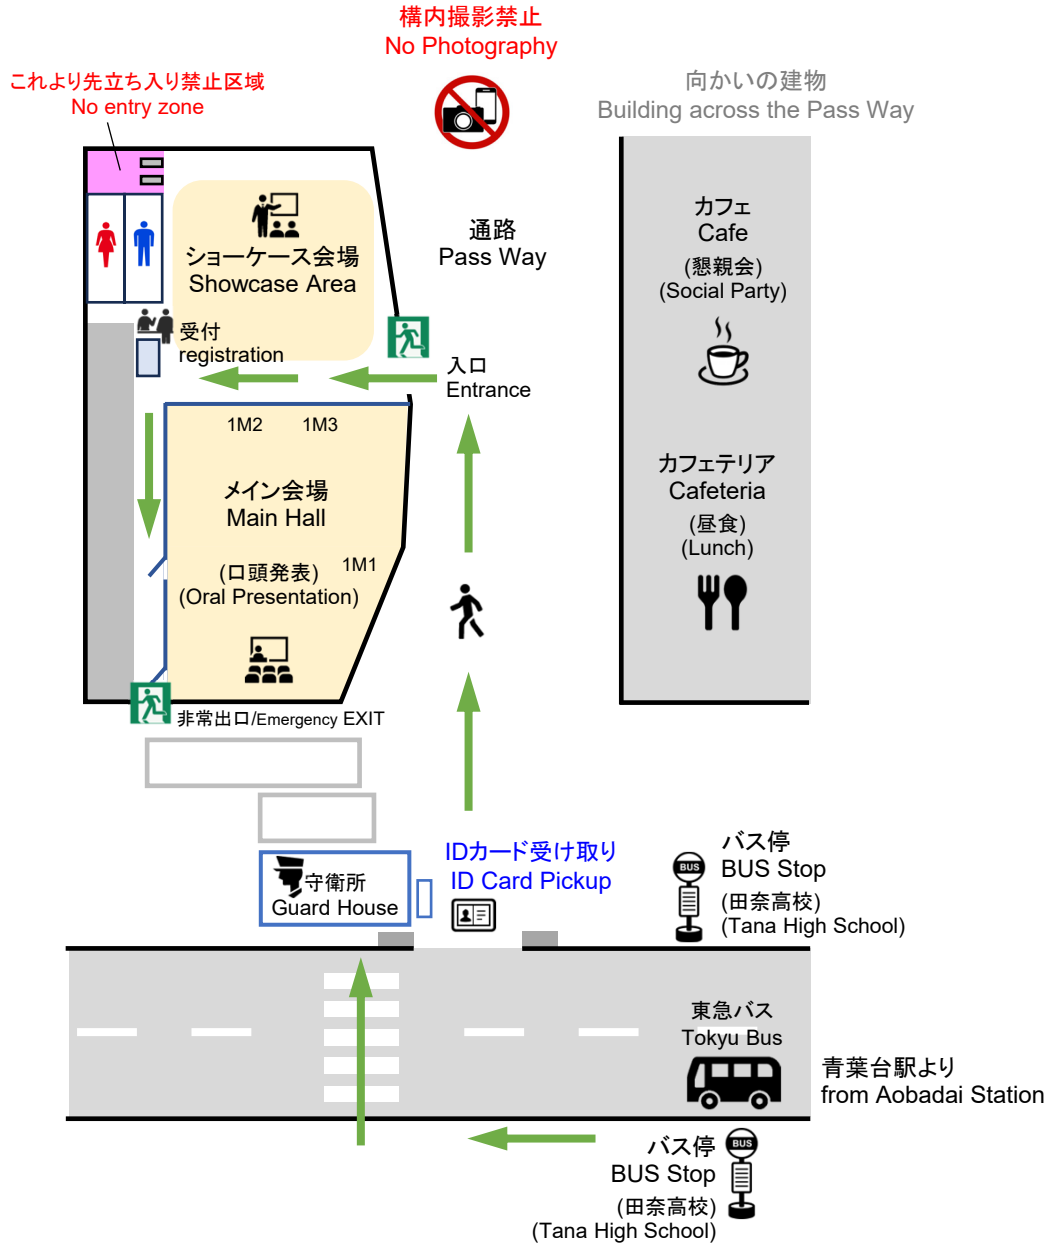 構内撮影禁止
No Photography
これより先立ち入り禁止区域
No entry zone
向かいの建物
Building across the Pass Way
カフェ
Cafe
(懇親会)
(Social Party)
通路
Pass Way
ショーケース会場
Showcase Area
受付
registration
入口
Entrance
1M2
1M3
カフェテリア
Cafeteria
(昼食)
(Lunch)
メイン会場
Main Hall
1M1
(口頭発表)
(Oral Presentation)
非常出口/Emergency EXIT
IDカード受け取り
ID Card Pickup
守衛所
Guard House
バス停
BUS Stop
BUS
(田奈高校)
(Tana High School)
東急バス
Tokyu Bus
青葉台駅より
from Aobadai Station
バス停
BUS Stop
BUS
(田奈高校)
(Tana High School)